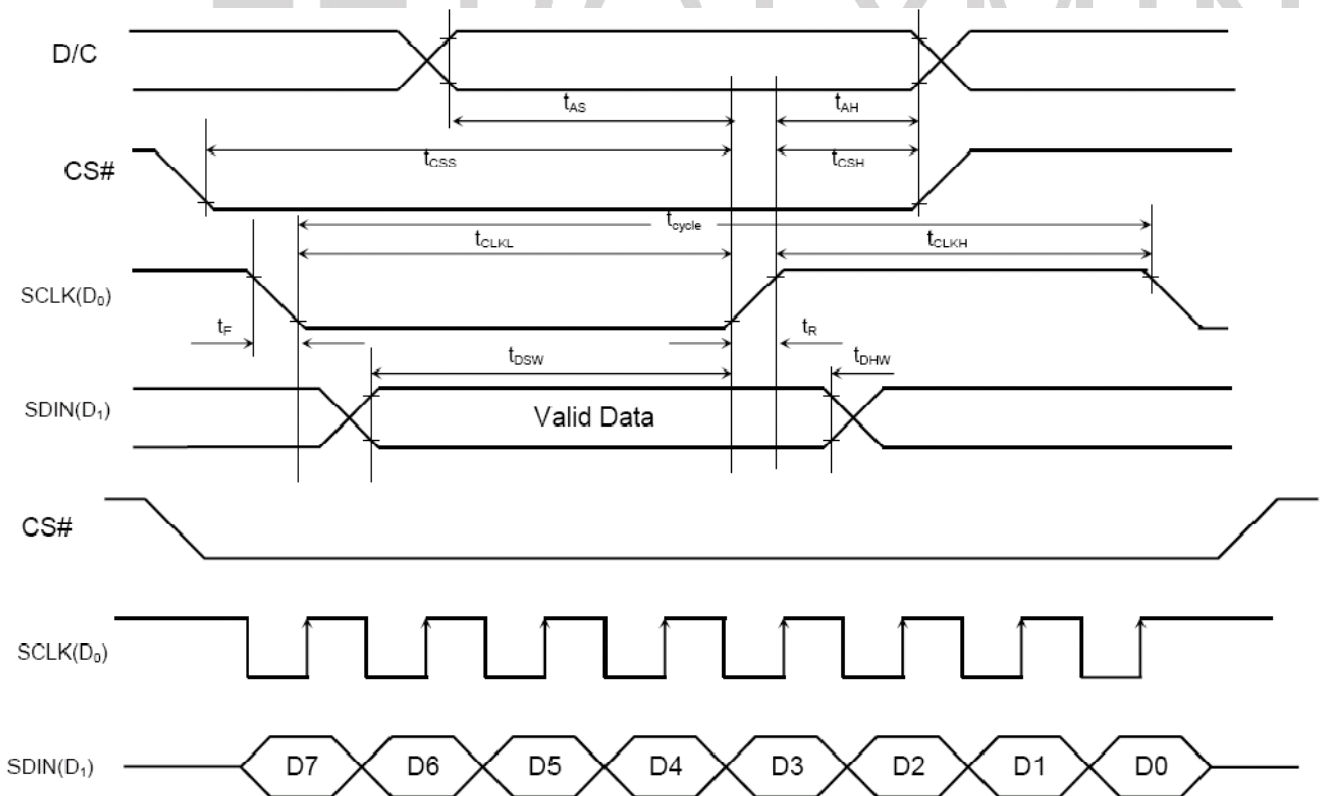 D/C
tAS
tAH
CS#
tCSS
tCSH
tcycle
tCLKL
tCLKH
SCLK(D₀)
tF
tR
tDSW
tDHW
SDIN(D₁)
Valid Data
CS#
SCLK(D₀)
SDIN(D₁)
D7
D6
D5
D4
D3
D2
D1
D0